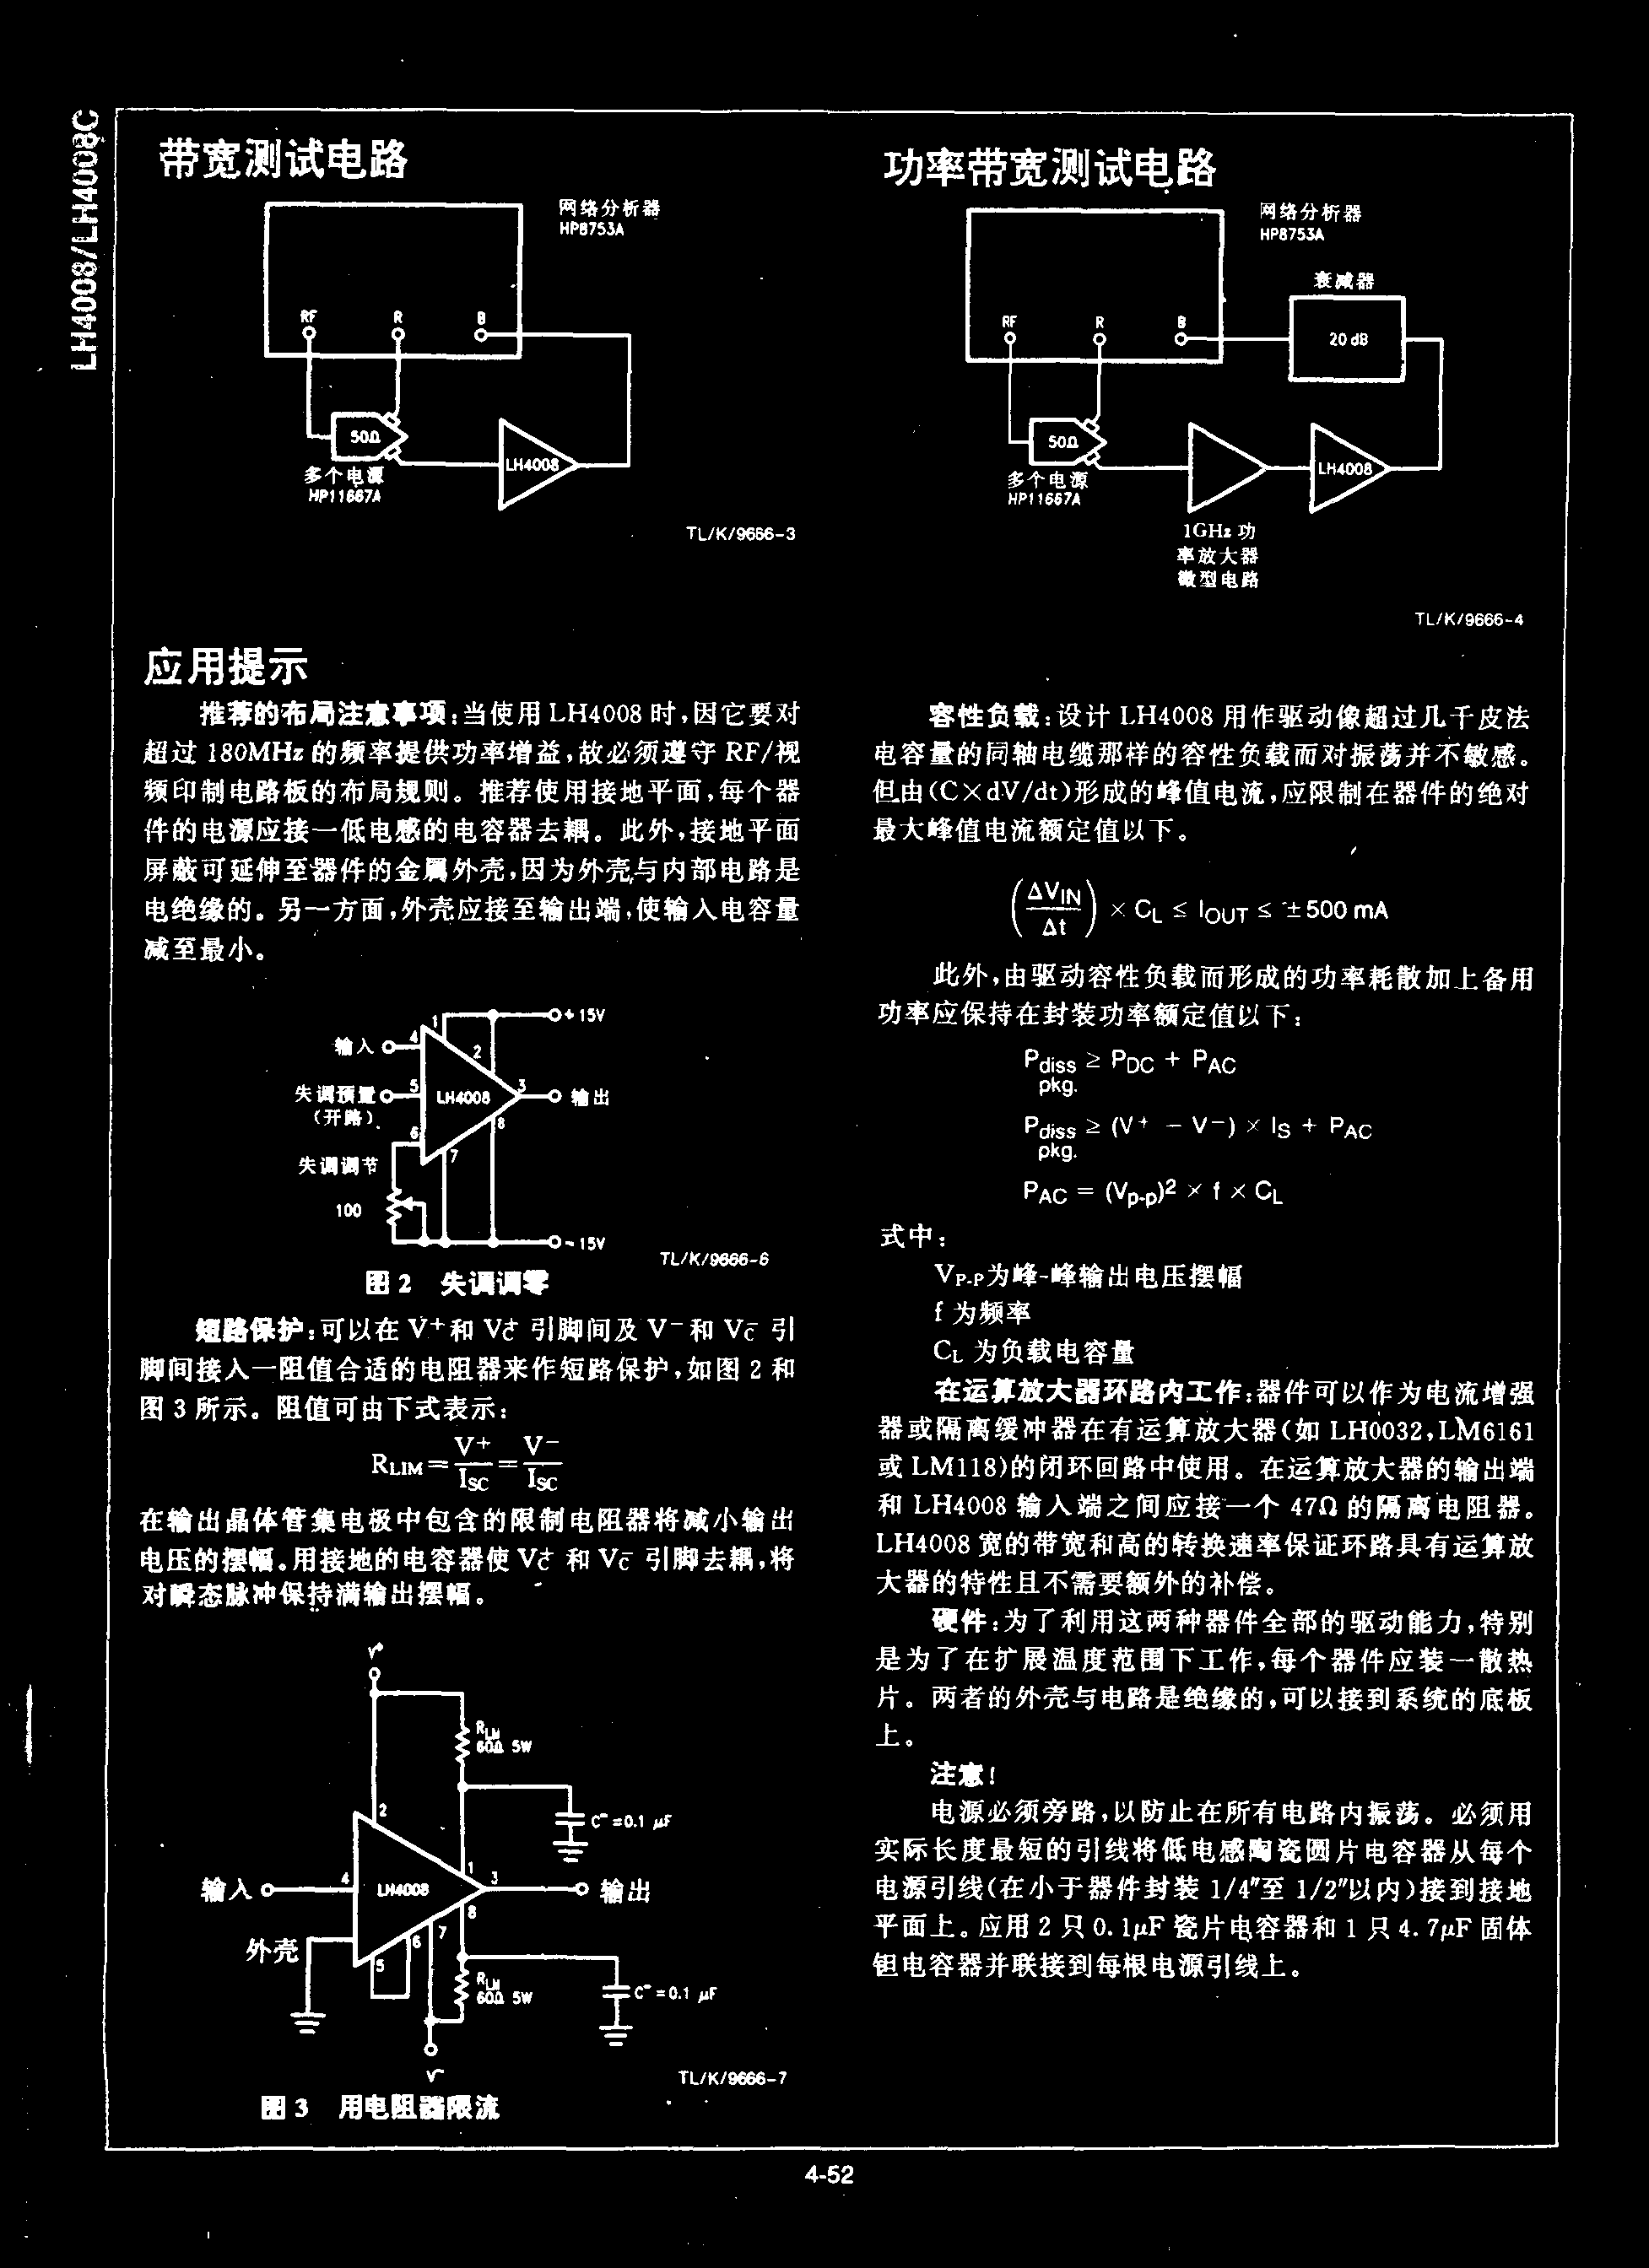 LH4008/LH4008C
带宽测试电路
网络分析器
HP8753A
RF
R
B
50Ω
多个电源
HP11667A
LH4008
TL/K/9666-3
功率带宽测试电路
网络分析器
HP8753A
衰减器
20 dB
RF
R
B
50Ω
多个电源
HP11667A
LH4008
1GHz 功
率放大器
微型电路
TL/K/9666-4
应用提示
推荐的布局注意事项:当使用 LH4008 时,因它要对
超过 180MHz 的频率提供功率增益,故必须遵守 RF/视
频印制电路板的布局规则。推荐使用接地平面,每个器
件的电源应接一低电感的电容器去耦。此外,接地平面
屏蔽可延伸至器件的金属外壳,因为外壳与内部电路是
电绝缘的。另一方面,外壳应接至输出端,使输入电容量
减至最小。
+15V
1
输入
4
2
失调预置
5
LH4008
3
输出
(开路)
6
8
失调调节
7
100
-15V
TL/K/9666-6
图 2 失调调零
短路保护:可以在 V+和 Vc+ 引脚间及 V-和 Vc- 引
脚间接入一阻值合适的电阻器来作短路保护,如图 2 和
图 3 所示。阻值可由下式表示:
RLIM = V+/ISC = V-/ISC
在输出晶体管集电极中包含的限制电阻器将减小输出
电压的摆幅。用接地的电容器使 Vc+ 和 Vc- 引脚去耦,将
对瞬态脉冲保持满输出摆幅。
V+
RLIM
60Ω 5W
2
C-=0.1 μF
1
输入
4
LH4008
3
输出
8
外壳
7
6
5
RLIM
60Ω 5W
C-=0.1 μF
V-
TL/K/9666-7
图 3 用电阻器限流
容性负载:设计 LH4008 用作驱动像超过几千皮法
电容量的同轴电缆那样的容性负载而对振荡并不敏感。
但由(C×dV/dt)形成的峰值电流,应限制在器件的绝对
最大峰值电流额定值以下。
(ΔVIN/Δt) × CL ≤ IOUT ≤ ±500 mA
此外,由驱动容性负载而形成的功率耗散加上备用
功率应保持在封装功率额定值以下:
Pdiss ≥ PDC + PAC
pkg.
Pdiss ≥ (V+ - V-) × IS + PAC
pkg.
PAC = (Vp-p)2 × f × CL
式中:
VP-P为峰-峰输出电压摆幅
f 为频率
CL 为负载电容量
在运算放大器环路内工作:器件可以作为电流增强
器或隔离缓冲器在有运算放大器(如 LH0032,LM6161
或 LM118)的闭环回路中使用。在运算放大器的输出端
和 LH4008 输入端之间应接一个 47Ω 的隔离电阻器。
LH4008 宽的带宽和高的转换速率保证环路具有运算放
大器的特性且不需要额外的补偿。
硬件:为了利用这两种器件全部的驱动能力,特别
是为了在扩展温度范围下工作,每个器件应装一散热
片。两者的外壳与电路是绝缘的,可以接到系统的底板
上。
注意!
电源必须旁路,以防止在所有电路内振荡。必须用
实际长度最短的引线将低电感陶瓷圆片电容器从每个
电源引线(在小于器件封装 1/4″至 1/2″以内)接到接地
平面上。应用 2 只 0.1μF 瓷片电容器和 1 只 4.7μF 固体
钽电容器并联接到每根电源引线上。
4-52